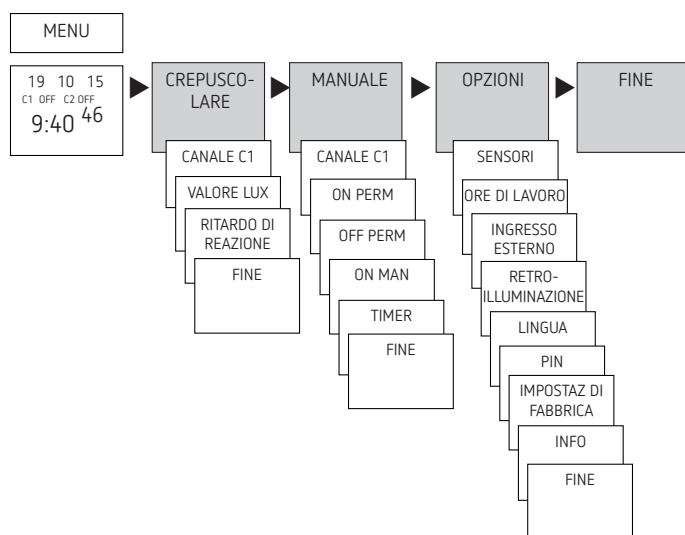 MENU
19 10 15
C1 OFF C2 OFF
9:40 46
CREPUSCO-
LARE
CANALE C1
VALORE LUX
RITARDO DI
REAZIONE
FINE
MANUALE
CANALE C1
ON PERM
OFF PERM
ON MAN
TIMER
FINE
OPZIONI
SENSORI
ORE DI LAVORO
INGRESSO
ESTERNO
RETRO-
ILLUMINAZIONE
LINGUA
PIN
IMPOSTAZ DI
FABBRICA
INFO
FINE
FINE